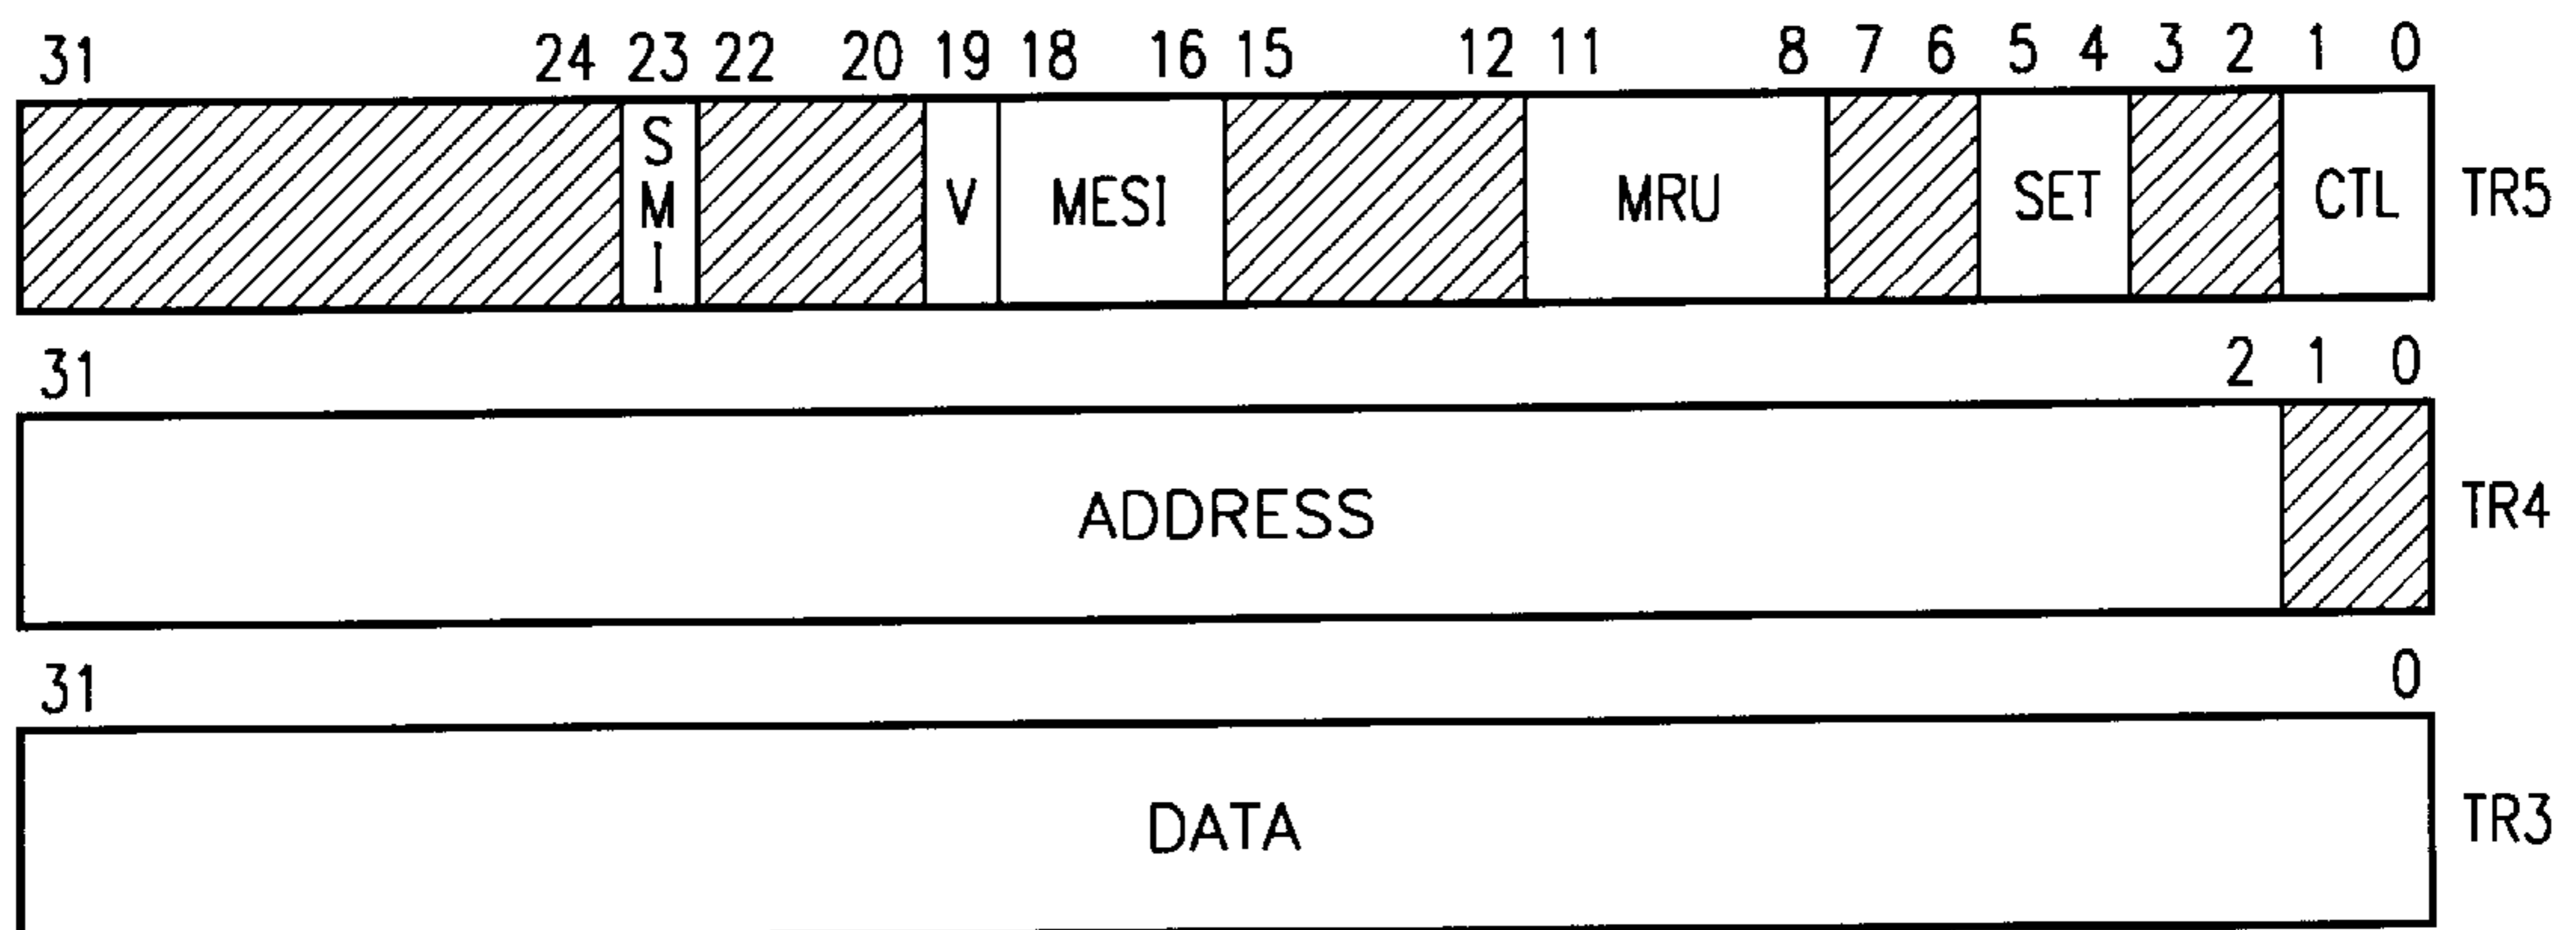 31 24 23 22 20 19 18 16 15 12 11 8 7 6 5 4 3 2 1 0
SMI V MESI MRU SET CTL TR5
31 2 1 0
ADDRESS TR4
31 0
DATA TR3